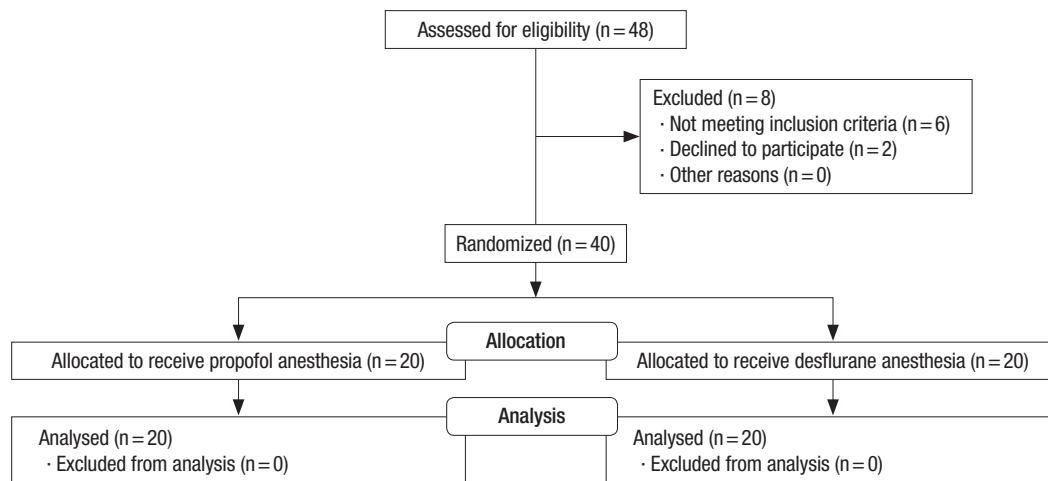 Assessed for eligibility (n = 48)
Excluded (n = 8)
· Not meeting inclusion criteria (n = 6)
· Declined to participate (n = 2)
· Other reasons (n = 0)
Randomized (n = 40)
Allocation
Allocated to receive propofol anesthesia (n = 20)
Allocated to receive desflurane anesthesia (n = 20)
Analysis
Analysed (n = 20)
· Excluded from analysis (n = 0)
Analysed (n = 20)
· Excluded from analysis (n = 0)